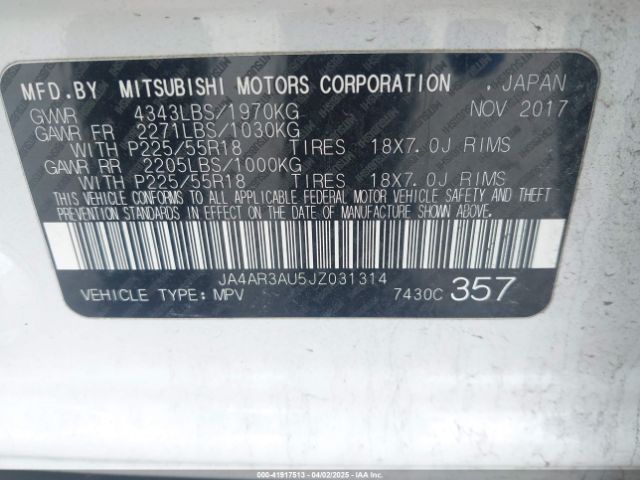 MFD.BY MITSUBISHI MOTORS CORPORATION , JAPAN
GVWR 4343LBS/1970KG NOV 2017
GAWR FR 2271LBS/1030KG
WITH P225/55R18 TIRES 18X7.0J RIMS
GAWR RR 2205LBS/1000KG
WITH P225/55R18 TIRES 18X7.0J RIMS
THIS VEHICLE CONFORMS TO ALL APPLICABLE FEDERAL MOTOR VEHICLE SAFETY AND THEFT
PREVENTION STANDARDS IN EFFECT ON THE DATE OF MANUFACTURE SHOWN ABOVE.
JA4AR3AU5JZ031314
VEHICLE TYPE: MPV 7430C 357
000-41917513 - 04/02/2025 - IAAI.COM